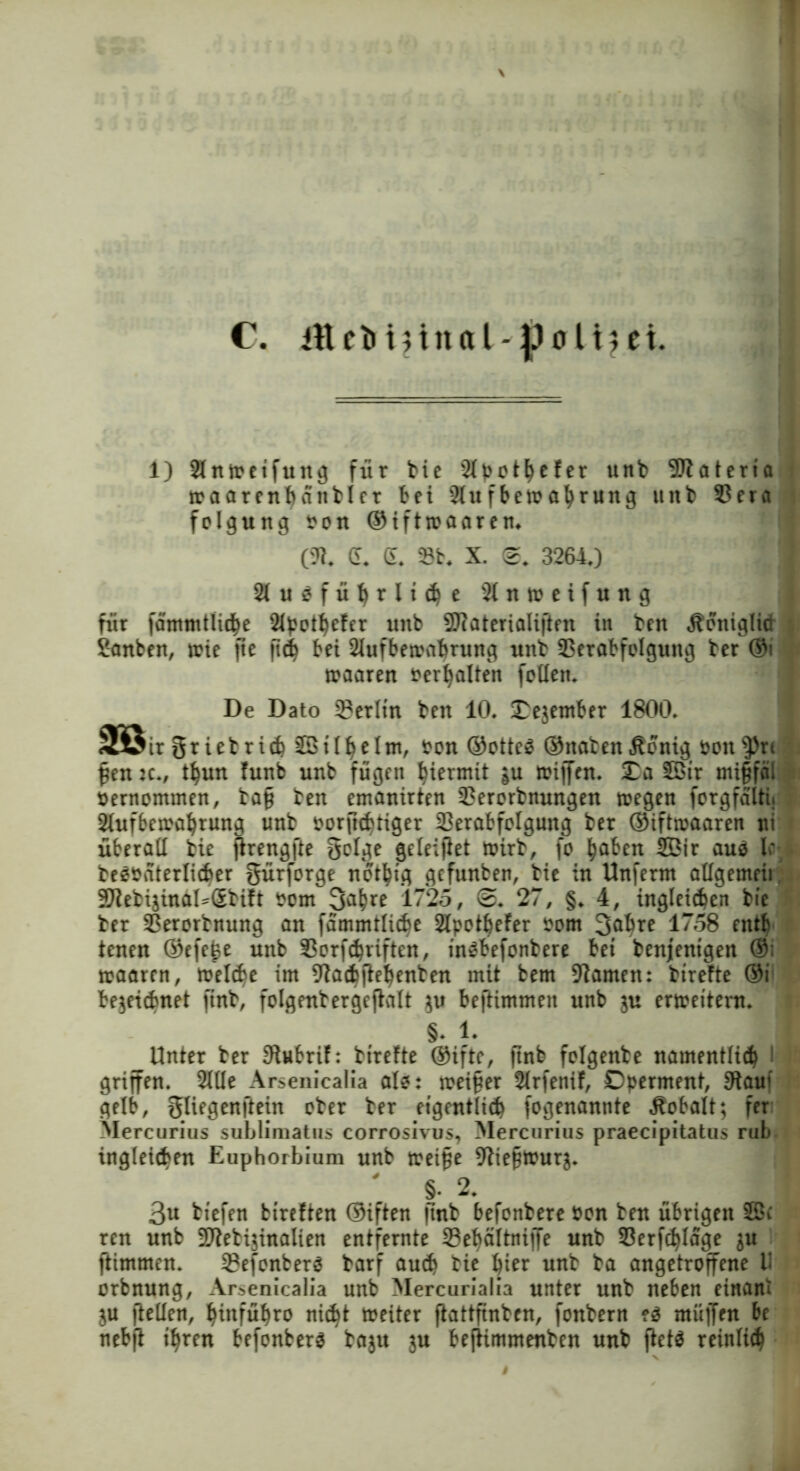 C. Medizinal-Polizei.
1) Anweisung für die Apotheker und Materia
waarenhändler bei Aufbewahrung und Vera
folgung von Giftwaaren.
(N. C. C. Bd. X. S. 3264.)
Ausführliche Anweisung
für sämmtliche Apotheker und Materialisten in den Königlich
Landen, wie sie sich bei Aufbewahrung und Verabfolgung der Gi
waaren verhalten sollen.
De Dato Berlin den 10. Dezember 1800.
Wir Friedrich Wilhelm, von Gottes Gnaden König von Pre
ßen ꝛc., thun kund und fügen hiermit zu wissen. Da Wir mißfäl
vernommen, daß den emanirten Verordnungen wegen sorgfälti
Aufbewahrung und vorsichtiger Verabfolgung der Giftwaaren ni
überall die strengste Folge geleistet wird, so haben Wir aus
desväterlicher Fürsorge nöthig gefunden, die in Unserm allgemein
Medizinal-Edikt vom Jahre 1725, S. 27, §. 4, ingleichen die
der Verordnung an sämmtliche Apotheker vom Jahre 1758 enth
tenen Gesetze und Vorschriften, insbesondere bei denjenigen Gi
waaren, welche im Nachstehenden mit dem Namen: direkte Gi
bezeichnet sind, folgendergestalt zu bestimmen und zu erweitern.
§. 1.
Unter der Rubrik: direkte Gifte, sind folgende namentlich
griffen. Alle Arsenicalia als: weißer Arsenik, Operment, Rausc
gelb, Fliegenstein oder der eigentlich sogenannte Kobalt; fer
Mercurius sublimatus corrosivus, Mercurius praecipitatus rub
ingleichen Euphorbium und weiße Nießwurz.
§. 2.
Zu diesen direkten Giften sind besondere von den übrigen Wa
ren und Medizinalien entfernte Behältnisse und Verschläge zu
stimmen. Besonders darf auch die hier und da angetroffene U
ordnung, Arsenicalia und Mercurialia unter und neben einand
zu stellen, hinführo nicht weiter stattfinden, sondern es müssen be
nebst ihren besonders dazu zu bestimmenden und stets reinlich